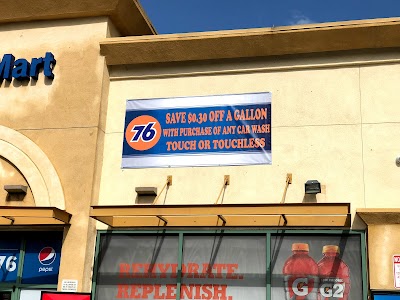 Mart
76
SAVE $0.30 OFF A GALLON
WITH PURCHASE OF ANY CAR WASH
TOUCH OR TOUCHLESS
76
pepsi
REHYDRATE.
REPLENISH.
G
G2